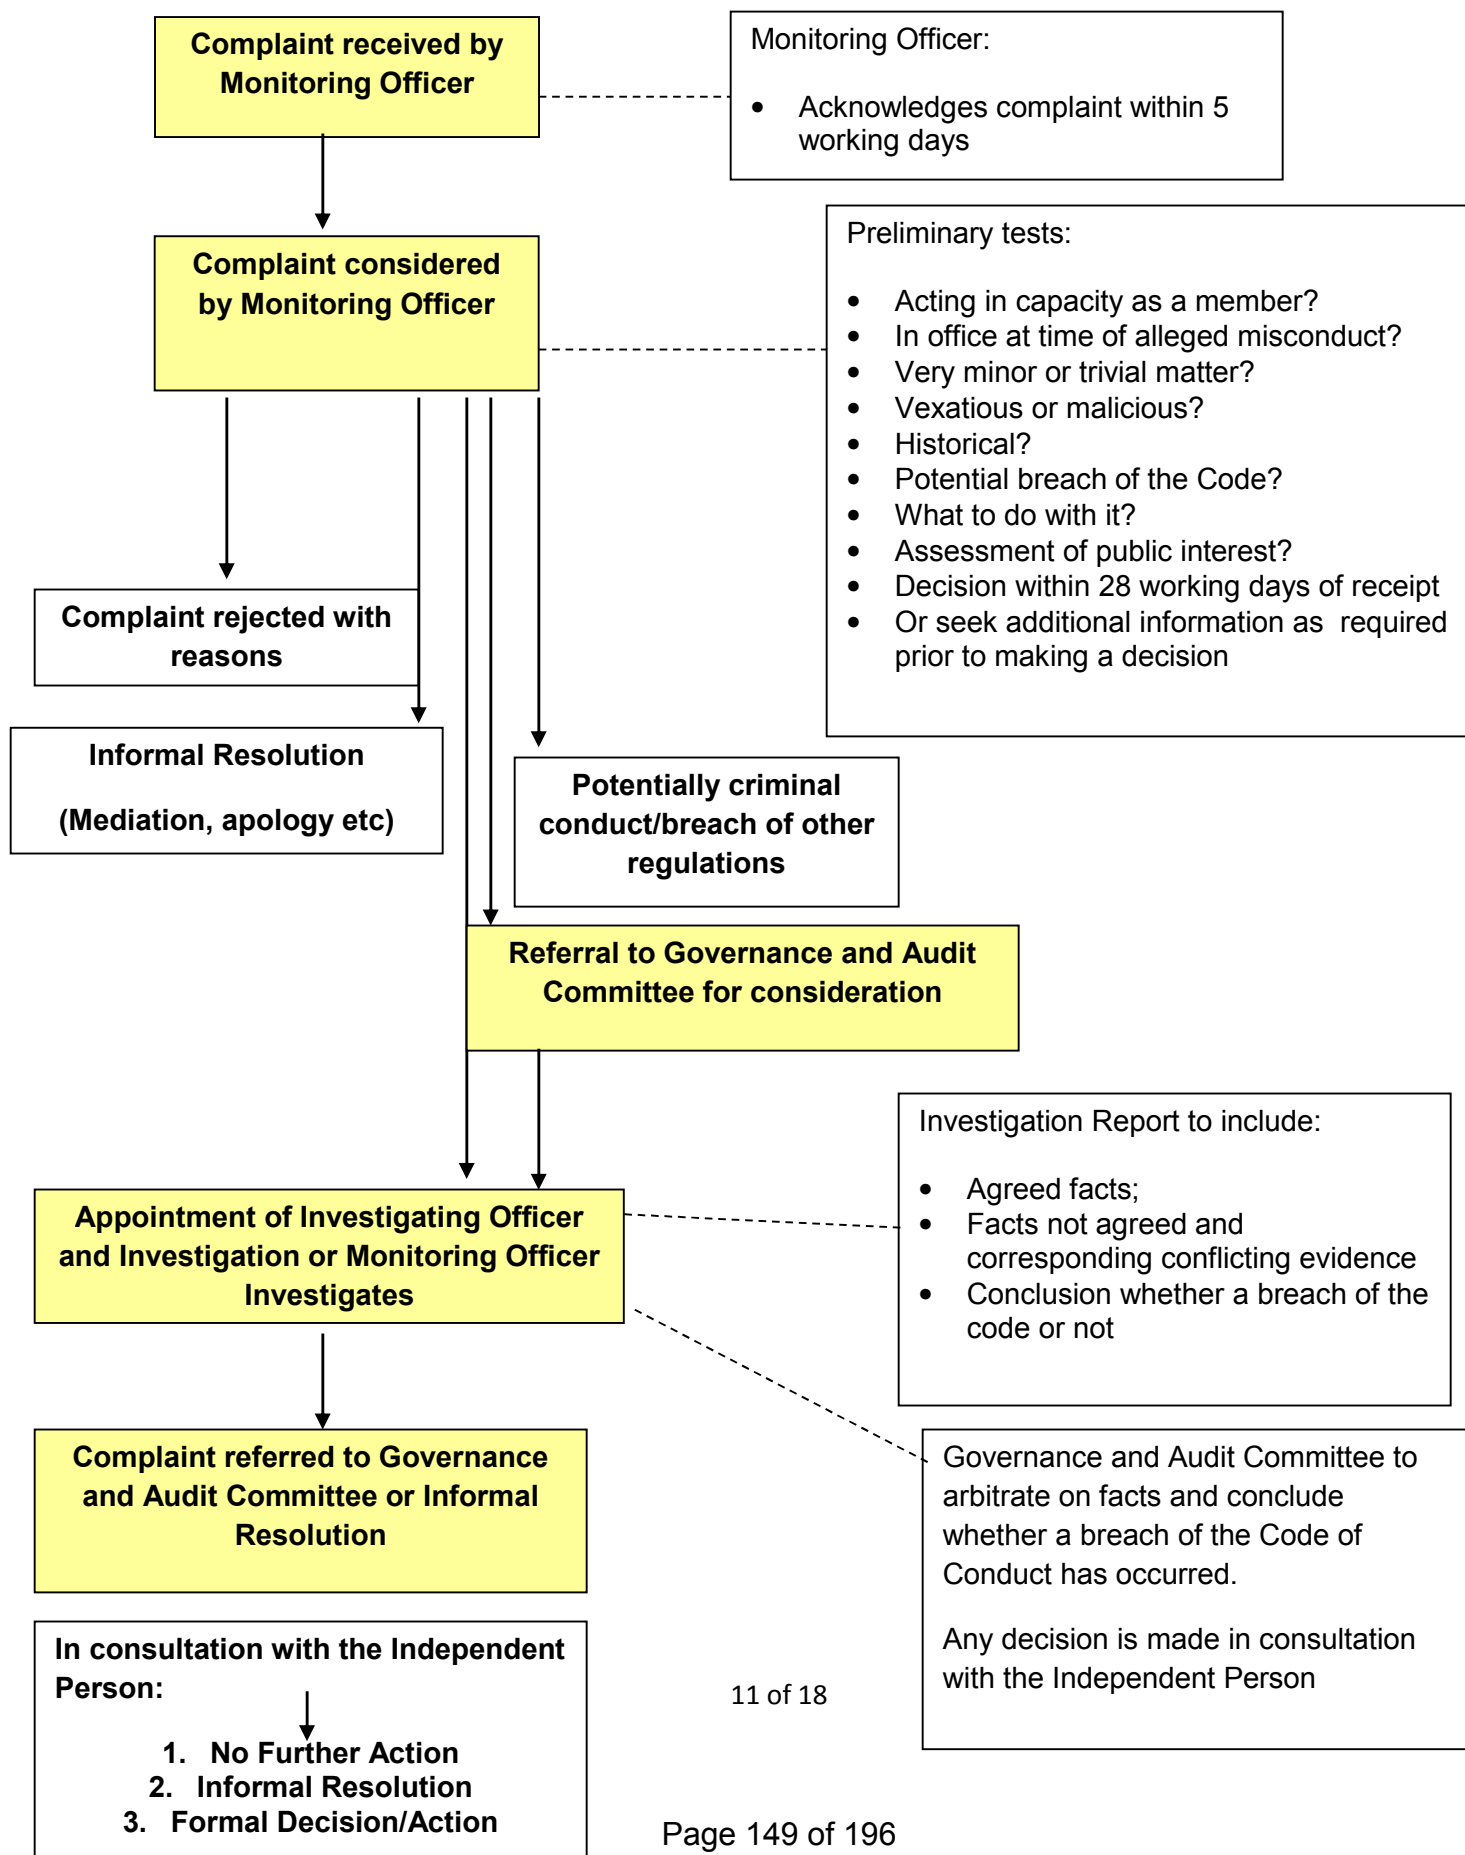 Complaint received by
Monitoring Officer
Monitoring Officer:
• Acknowledges complaint within 5
working days
Complaint considered
by Monitoring Officer
Preliminary tests:
• Acting in capacity as a member?
• In office at time of alleged misconduct?
• Very minor or trivial matter?
• Vexatious or malicious?
• Historical?
• Potential breach of the Code?
• What to do with it?
• Assessment of public interest?
• Decision within 28 working days of receipt
• Or seek additional information as required
prior to making a decision
Complaint rejected with
reasons
Informal Resolution
(Mediation, apology etc)
Potentially criminal
conduct/breach of other
regulations
Referral to Governance and Audit
Committee for consideration
Investigation Report to include:
• Agreed facts;
• Facts not agreed and
corresponding conflicting evidence
• Conclusion whether a breach of the
code or not
Appointment of Investigating Officer
and Investigation or Monitoring Officer
Investigates
Complaint referred to Governance
and Audit Committee or Informal
Resolution
Governance and Audit Committee to
arbitrate on facts and conclude
whether a breach of the Code of
Conduct has occurred.
Any decision is made in consultation
with the Independent Person
In consultation with the Independent
Person:
1. No Further Action
2. Informal Resolution
3. Formal Decision/Action
11 of 18
Page 149 of 196